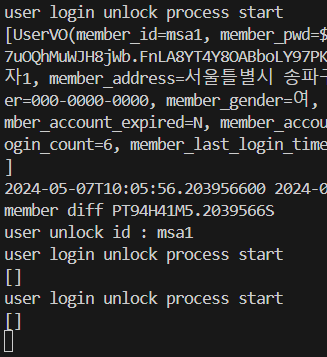 user login unlock process start
[UserVO(member_id=msa1, member_pwd=$
7uOQhMuWJH8jWb.FnLA8YT4Y8OABboLY97PK
자1, member_address=서울틀별시 송파구
er=000-0000-0000, member_gender=여,
mber_account_expired=N, member_accou
ogin_count=6, member_last_login_time
]
2024-05-07T10:05:56.203956600 2024-0
member diff PT94H41M5.2039566S
user unlock id : msa1
user login unlock process start
[]
user login unlock process start
[]